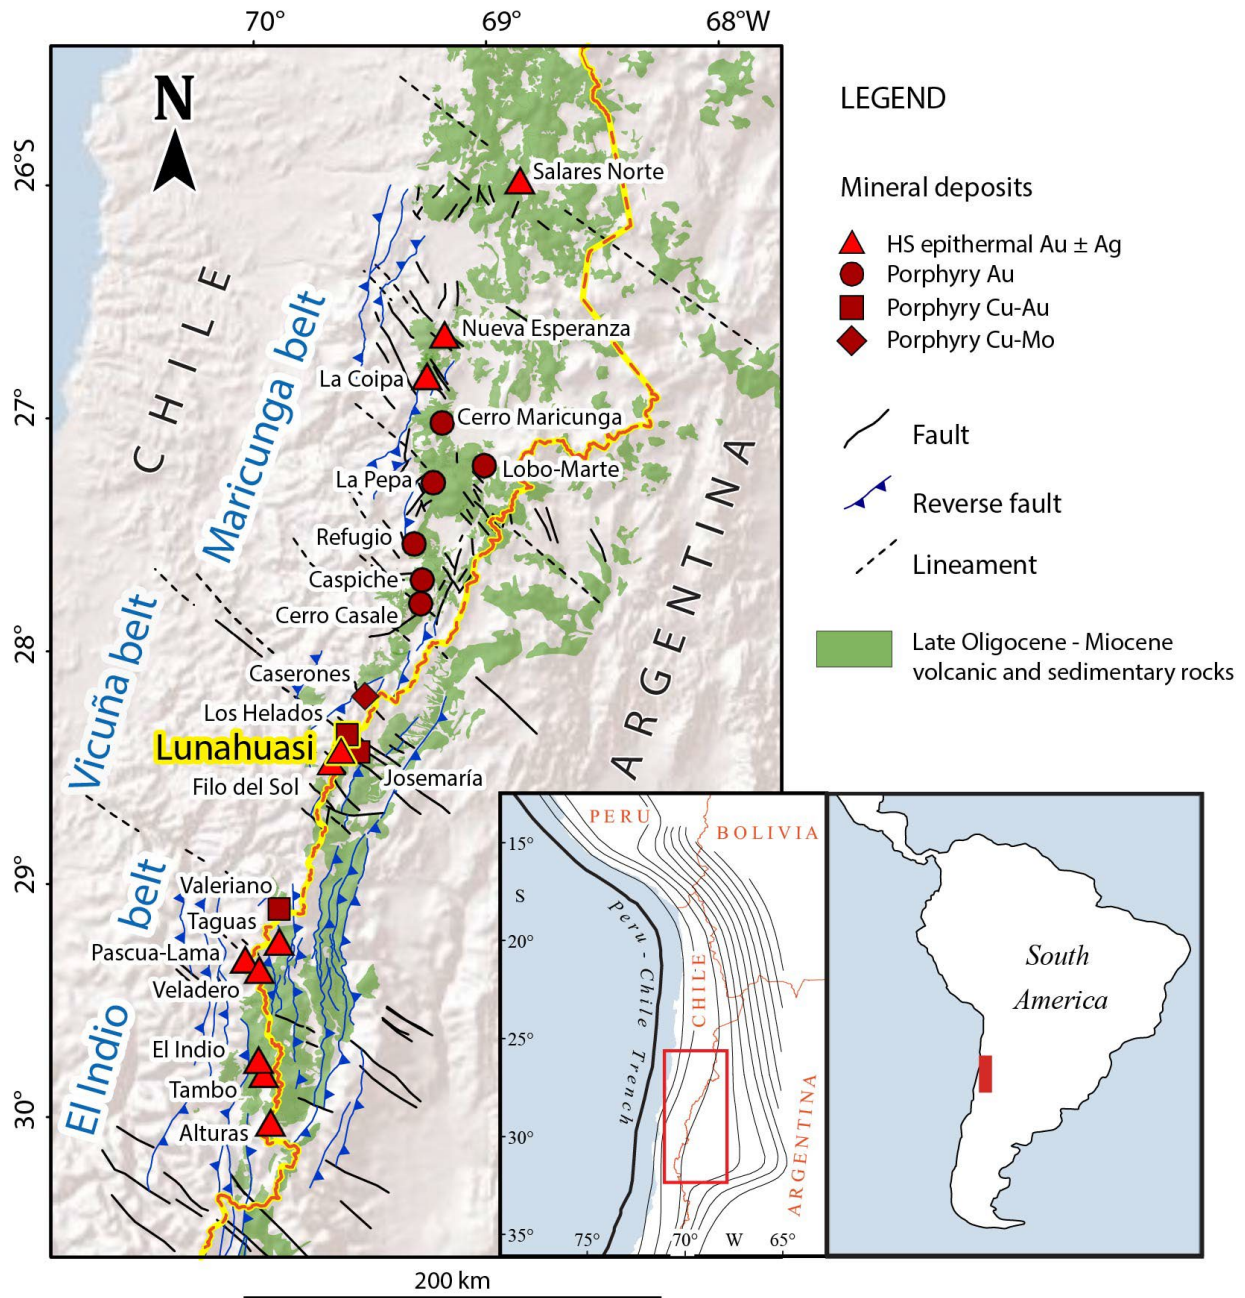 70°
69°
68°W
N
26°S
27°
28°
29°
30°
CHILE
ARGENTINA
Maricunga belt
Vicuña belt
El Indio belt
Salares Norte
Nueva Esperanza
La Coipa
Cerro Maricunga
Lobo-Marte
La Pepa
Refugio
Caspiche
Cerro Casale
Caserones
Los Helados
Lunahuasi
Josemaría
Filo del Sol
Valeriano
Taguas
Pascua-Lama
Veladero
El Indio
Tambo
Alturas
200 km
LEGEND
Mineral deposits
HS epithermal Au ± Ag
Porphyry Au
Porphyry Cu-Au
Porphyry Cu-Mo
Fault
Reverse fault
Lineament
Late Oligocene - Miocene
volcanic and sedimentary rocks
PERU
BOLIVIA
15°
S
20°
25°
30°
35°
Peru - Chile Trench
CHILE
ARGENTINA
75°
70°
W
65°
South
America